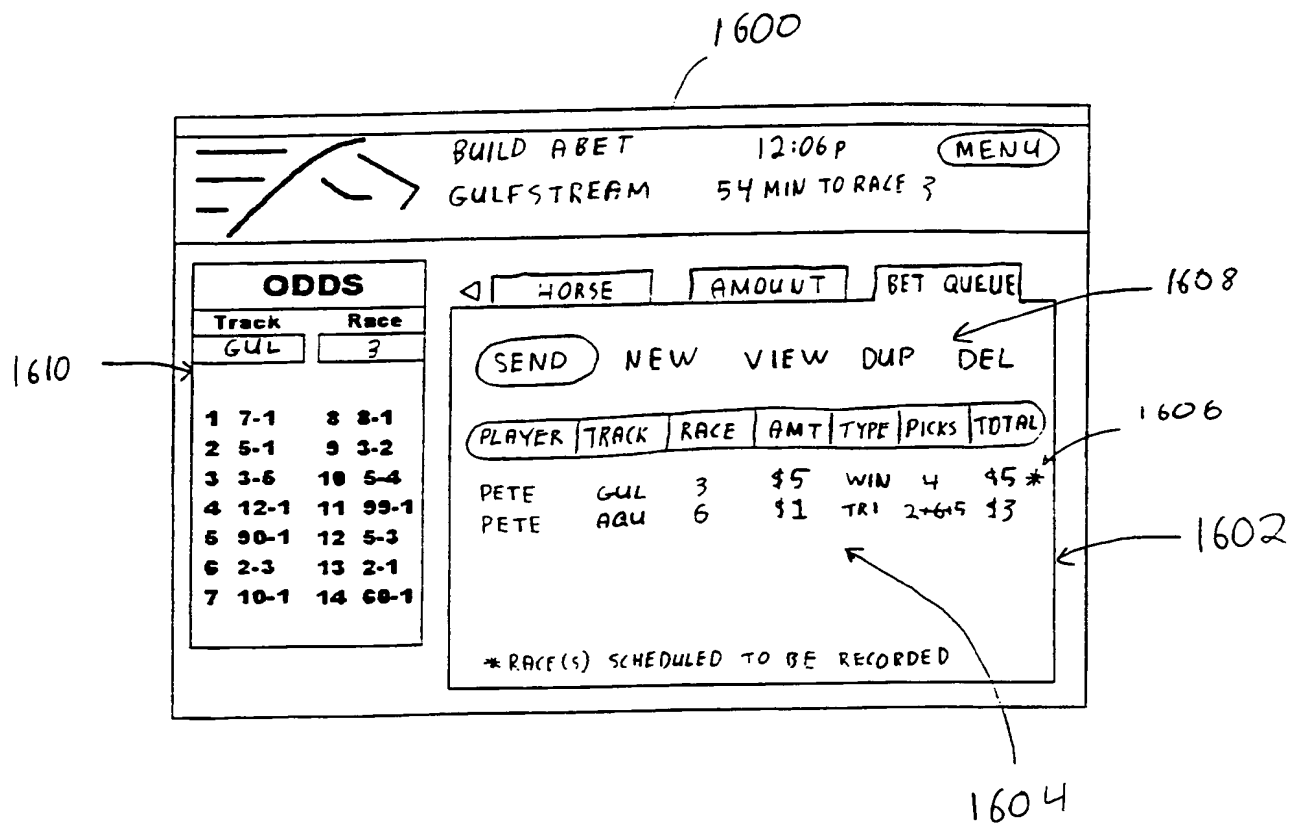 1600
BUILD A BET 12:06P MENU
GULFSTREAM 54 MIN TO RACE 3
ODDS
Track Race
GUL 3
1 7-1 8 8-1
2 5-1 9 3-2
3 3-5 10 5-4
4 12-1 11 99-1
5 90-1 12 5-3
6 2-3 13 2-1
7 10-1 14 60-1
HORSE AMOUNT BET QUEUE
SEND NEW VIEW DUP DEL
PLAYER TRACK RACE AMT TYPE PICKS TOTAL
PETE GUL 3 $5 WIN 4 $5 *
PETE AQU 6 $1 TRI 2+6+5 $3
* RACE(S) SCHEDULED TO BE RECORDED
1608
1610
1606
1602
1604